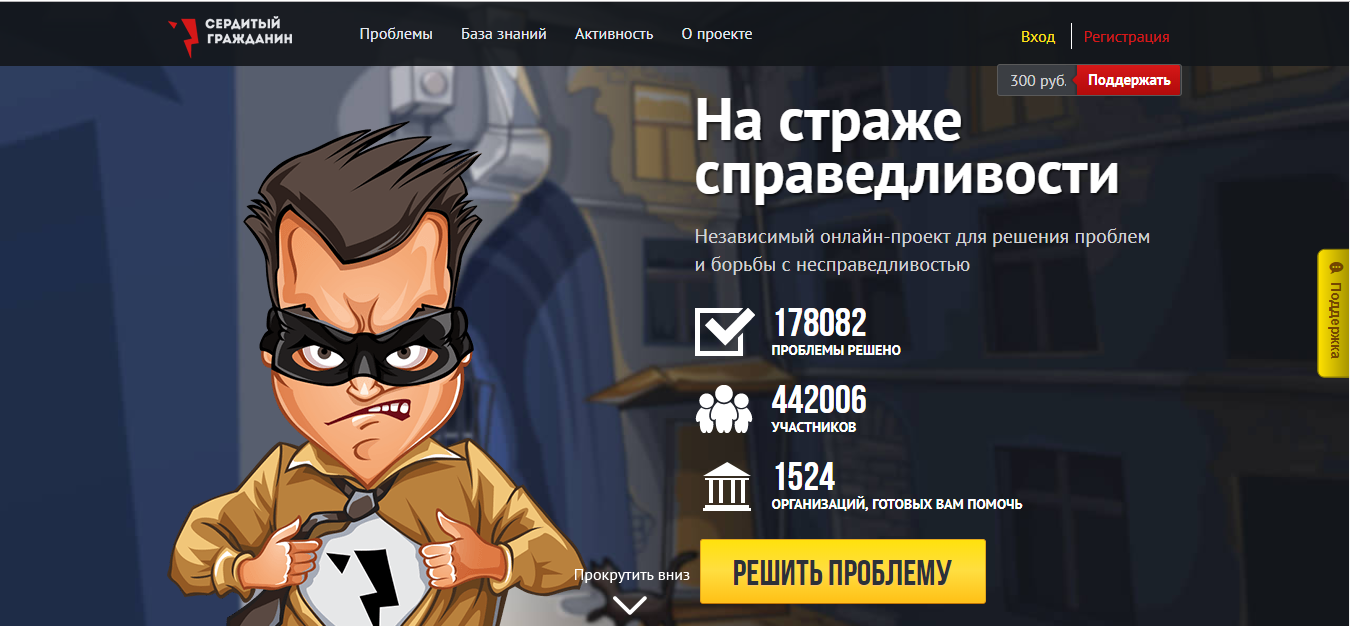 СЕРДИТЫЙ
ГРАЖДАНИН
Проблемы База знаний Активность О проекте
Вход Регистрация
300 руб. Поддержать
На страже
справедливости
Независимый онлайн-проект для решения проблем
и борьбы с несправедливостью
178082
ПРОБЛЕМЫ РЕШЕНО
442006
УЧАСТНИКОВ
1524
ОРГАНИЗАЦИЙ, ГОТОВЫХ ВАМ ПОМОЧЬ
Поддержка
РЕШИТЬ ПРОБЛЕМУ
Прокрутить вниз